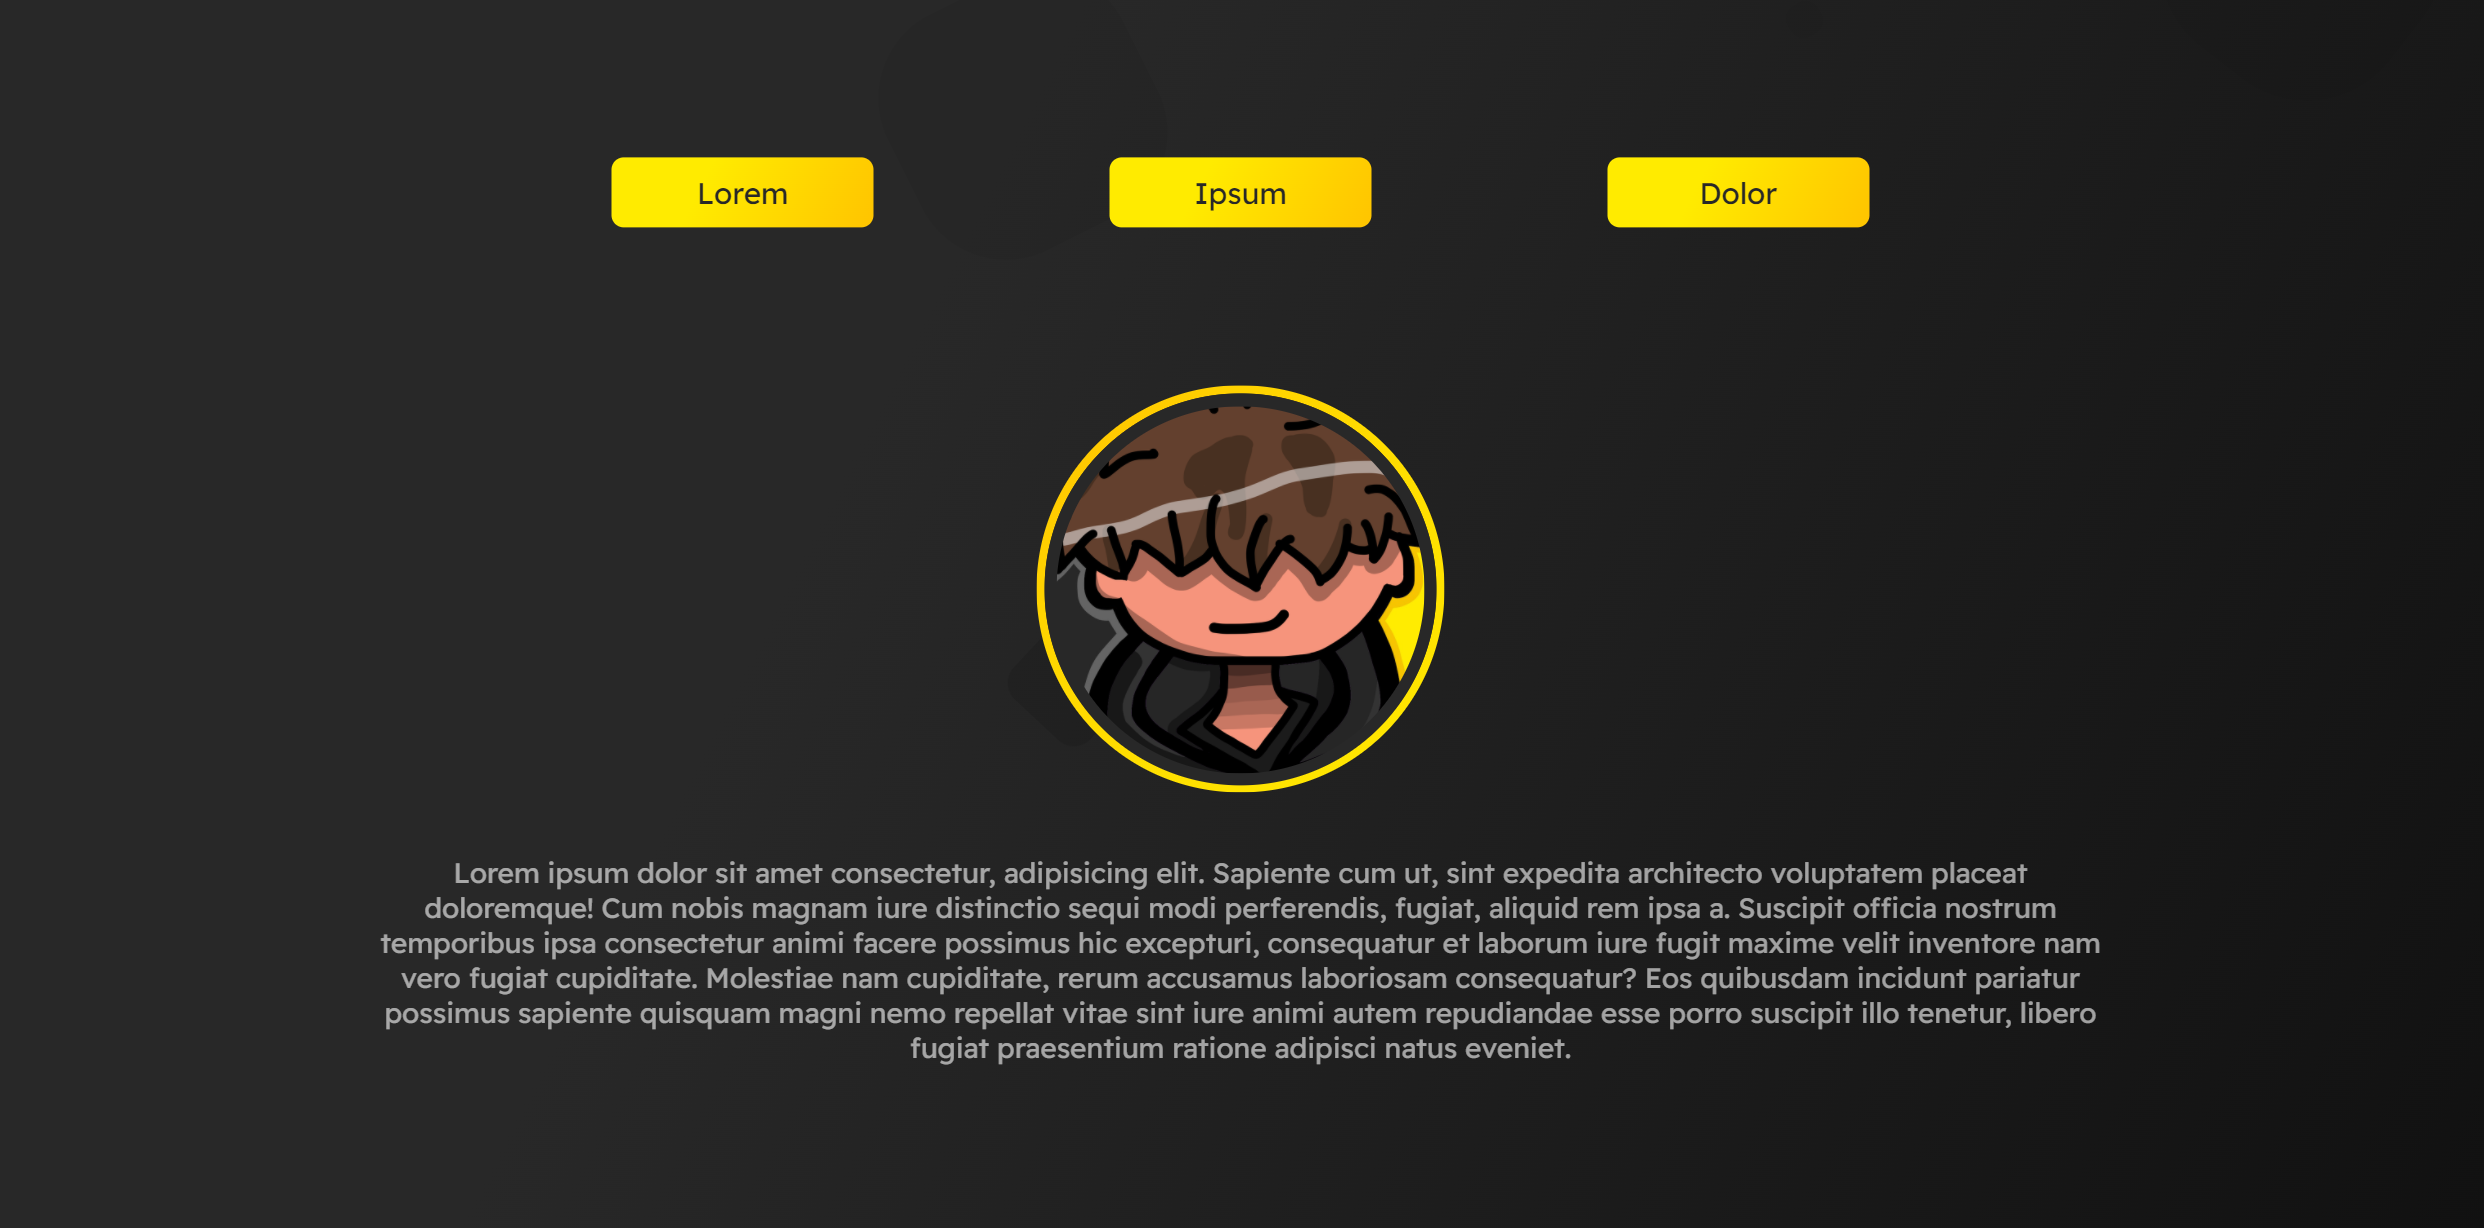 Lorem
Ipsum
Dolor
Lorem ipsum dolor sit amet consectetur, adipisicing elit. Sapiente cum ut, sint expedita architecto voluptatem placeat
doloremque! Cum nobis magnam iure distinctio sequi modi perferendis, fugiat, aliquid rem ipsa a. Suscipit officia nostrum
temporibus ipsa consectetur animi facere possimus hic excepturi, consequatur et laborum iure fugit maxime velit inventore nam
vero fugiat cupiditate. Molestiae nam cupiditate, rerum accusamus laboriosam consequatur? Eos quibusdam incidunt pariatur
possimus sapiente quisquam magni nemo repellat vitae sint iure animi autem repudiandae esse porro suscipit illo tenetur, libero
fugiat praesentium ratione adipisci natus eveniet.